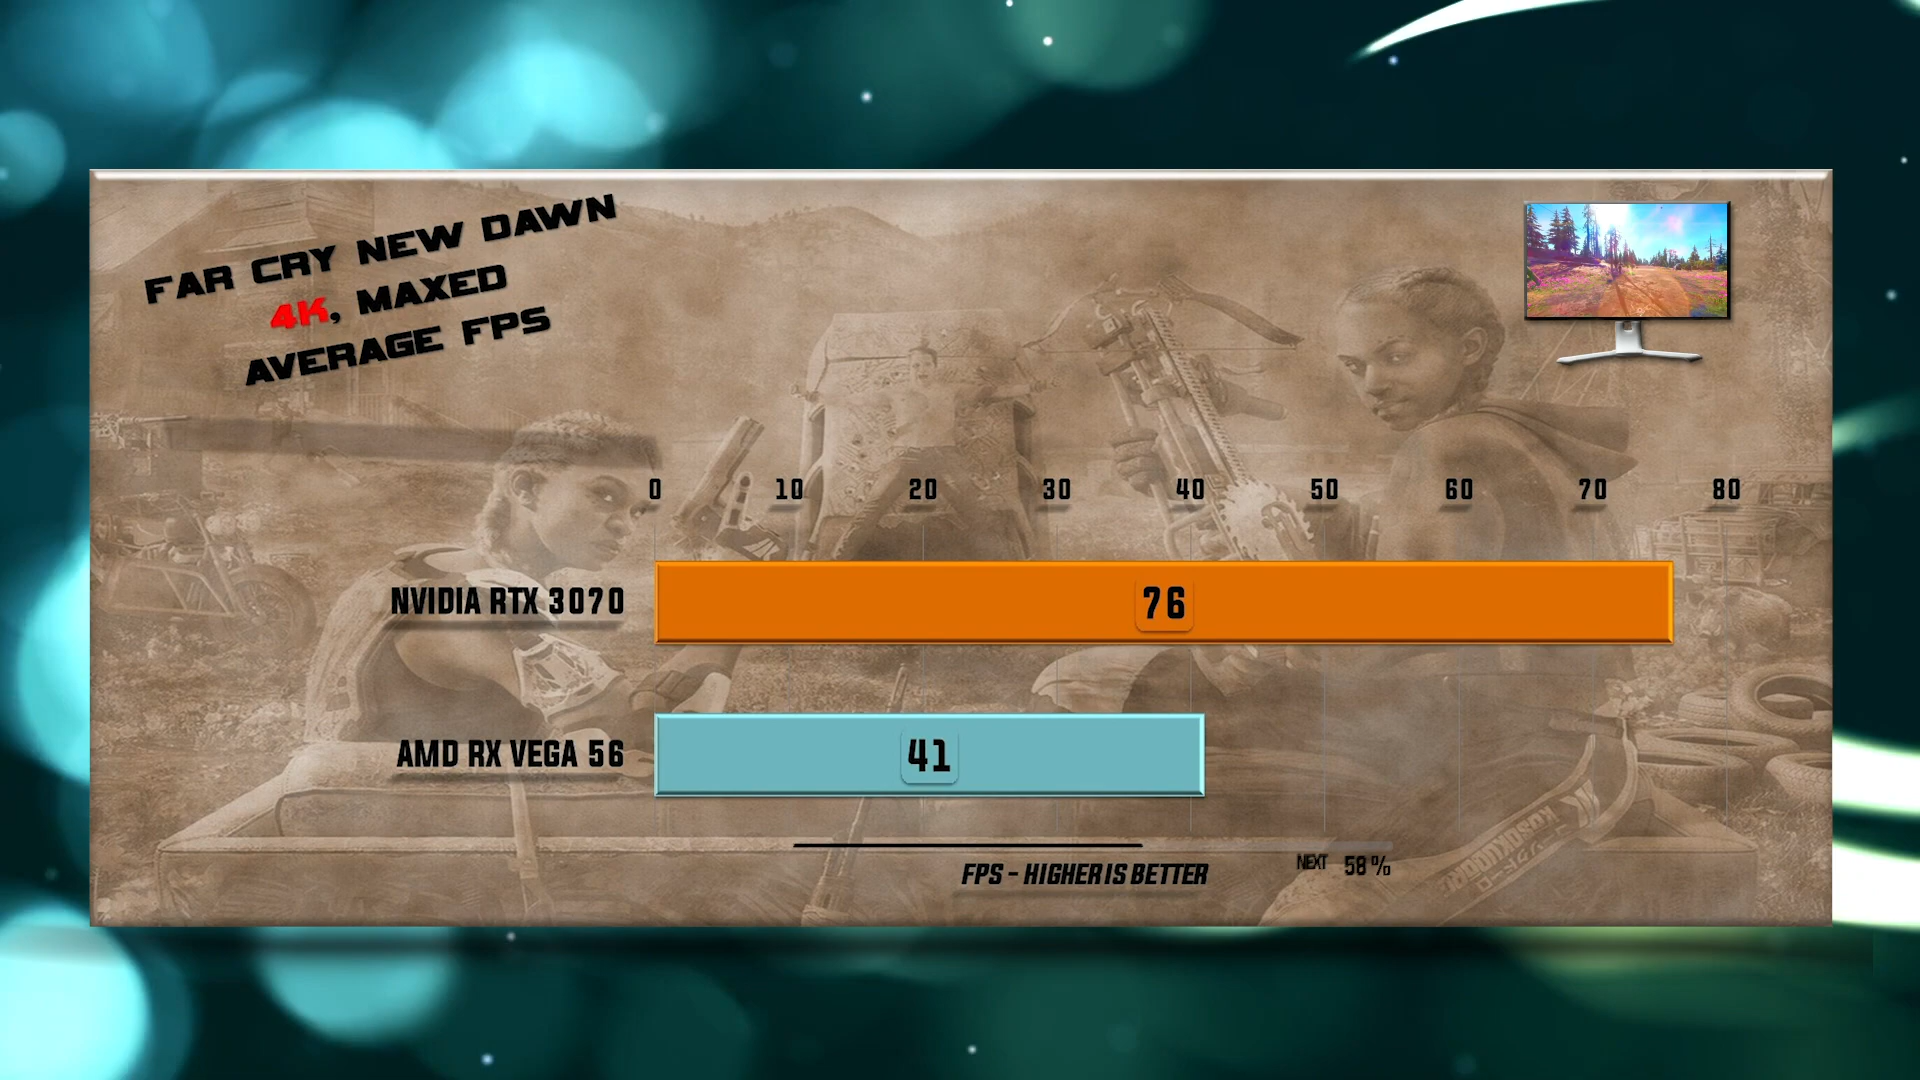 FAR CRY NEW DAWN
4K, MAXED
AVERAGE FPS
0 10 20 30 40 50 60 70 80
NVIDIA RTX 3070 76
AMD RX VEGA 56 41
FPS - HIGHER IS BETTER
NEXT 58 %